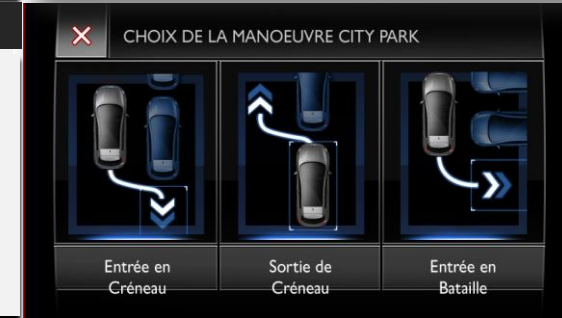 CHOIX DE LA MANOEUVRE CITY PARK
Entrée en
Créneau
Sortie de
Créneau
Entrée en
Bataille